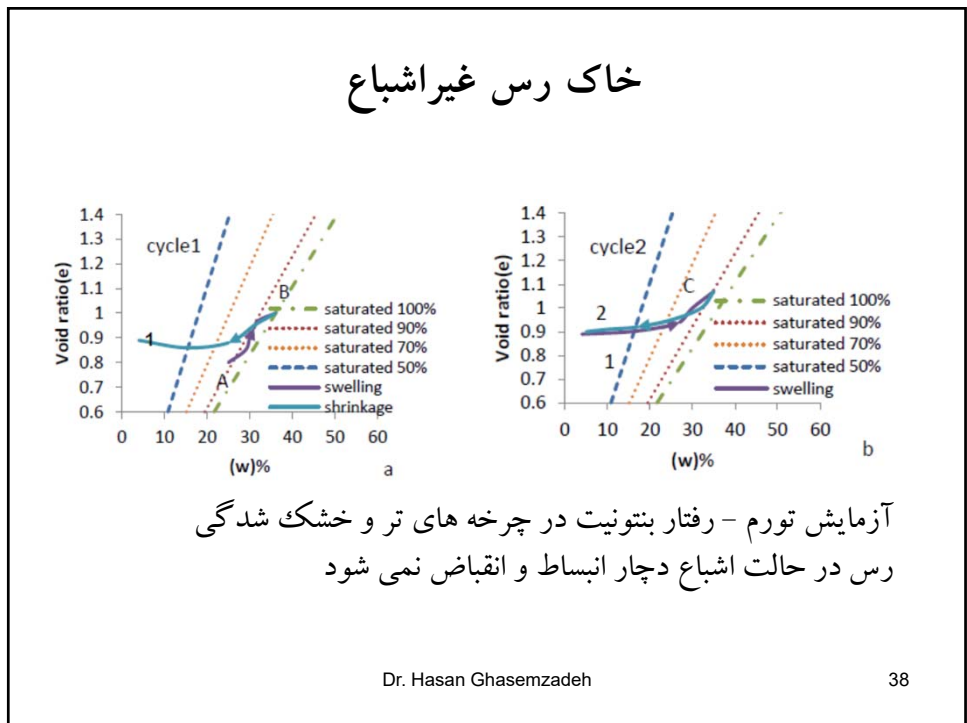 خاک رس غیراشباع
1.4
1.3
1.2
1.1
1
0.9
0.8
0.7
0.6
Void ratio(e)
cycle1
B
1
A
saturated 100%
saturated 90%
saturated 70%
saturated 50%
swelling
shrinkage
0 10 20 30 40 50 60
(w)%
a
1.4
1.3
1.2
1.1
1
0.9
0.8
0.7
0.6
Void ratio(e)
cycle2
C
2
1
saturated 100%
saturated 90%
saturated 70%
saturated 50%
swelling
0 10 20 30 40 50 60
(w)%
b
آزمایش تورم – رفتار بنتونیت در چرخه های تر و خشک شدگی
رس در حالت اشباع دچار انبساط و انقباض نمی شود
Dr. Hasan Ghasemzadeh
38